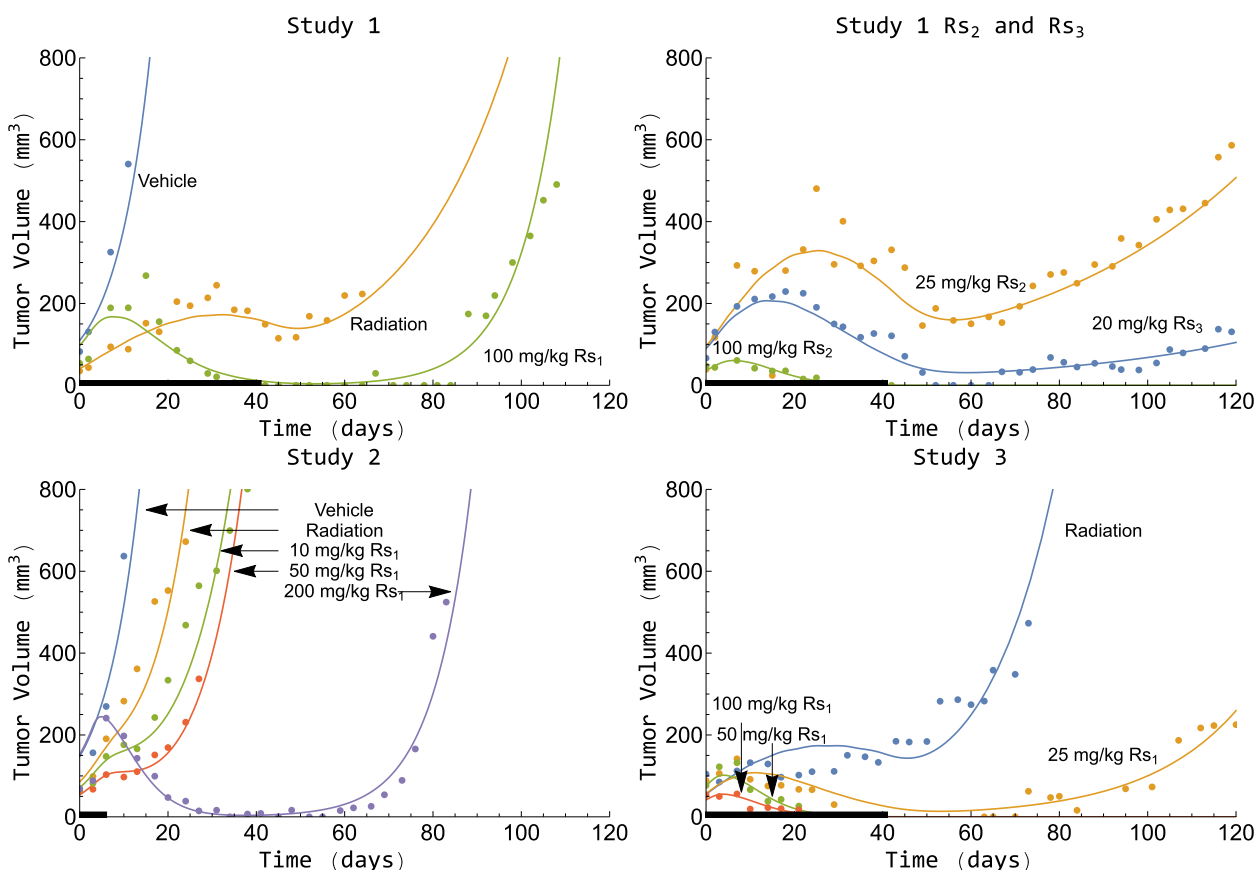 Study 1
800
600
400
200
0
Tumor Volume (mm³)
Vehicle
Radiation
100 mg/kg Rs₁
0 20 40 60 80 100 120
Time (days)
Study 1 Rs₂ and Rs₃
800
600
400
200
0
Tumor Volume (mm³)
25 mg/kg Rs₂
20 mg/kg Rs₃
100 mg/kg Rs₂
0 20 40 60 80 100 120
Time (days)
Study 2
800
600
400
200
0
Tumor Volume (mm³)
Vehicle
Radiation
10 mg/kg Rs₁
50 mg/kg Rs₁
200 mg/kg Rs₁
0 20 40 60 80 100 120
Time (days)
Study 3
800
600
400
200
0
Tumor Volume (mm³)
Radiation
100 mg/kg Rs₁
50 mg/kg Rs₁
25 mg/kg Rs₁
0 20 40 60 80 100 120
Time (days)